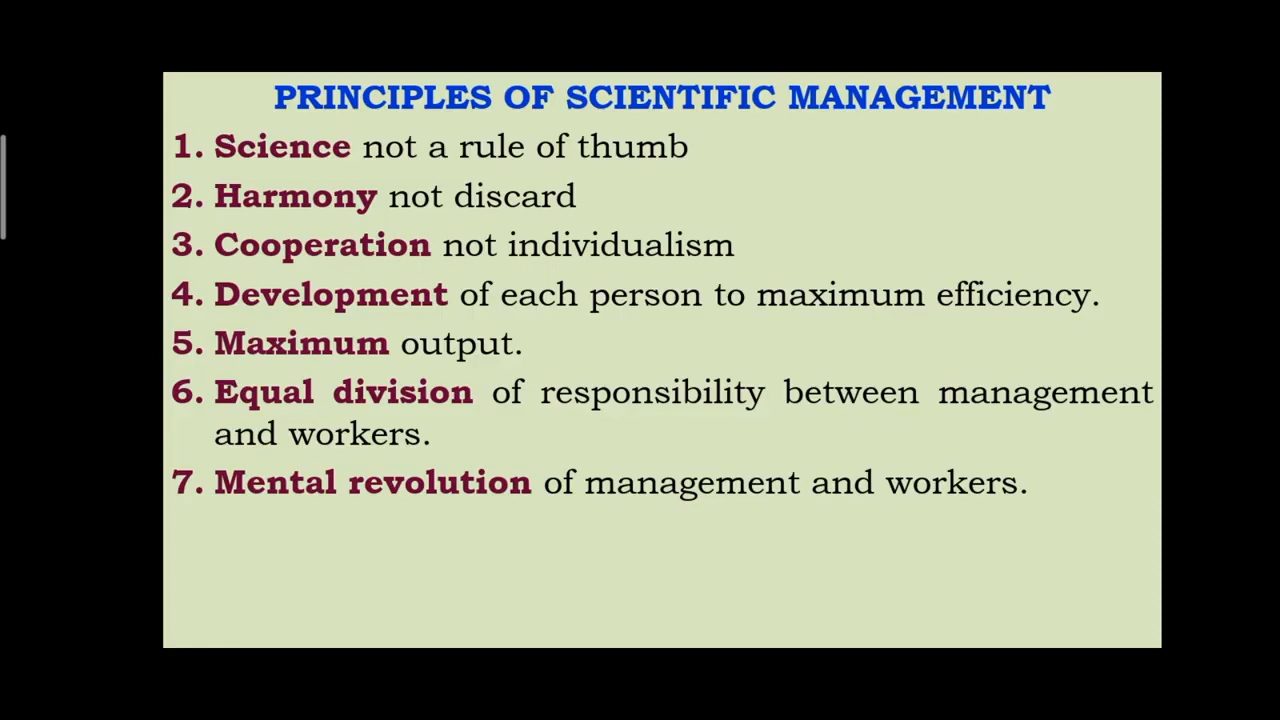 PRINCIPLES OF SCIENTIFIC MANAGEMENT
1. Science not a rule of thumb
2. Harmony not discard
3. Cooperation not individualism
4. Development of each person to maximum efficiency.
5. Maximum output.
6. Equal division of responsibility between management
and workers.
7. Mental revolution of management and workers.